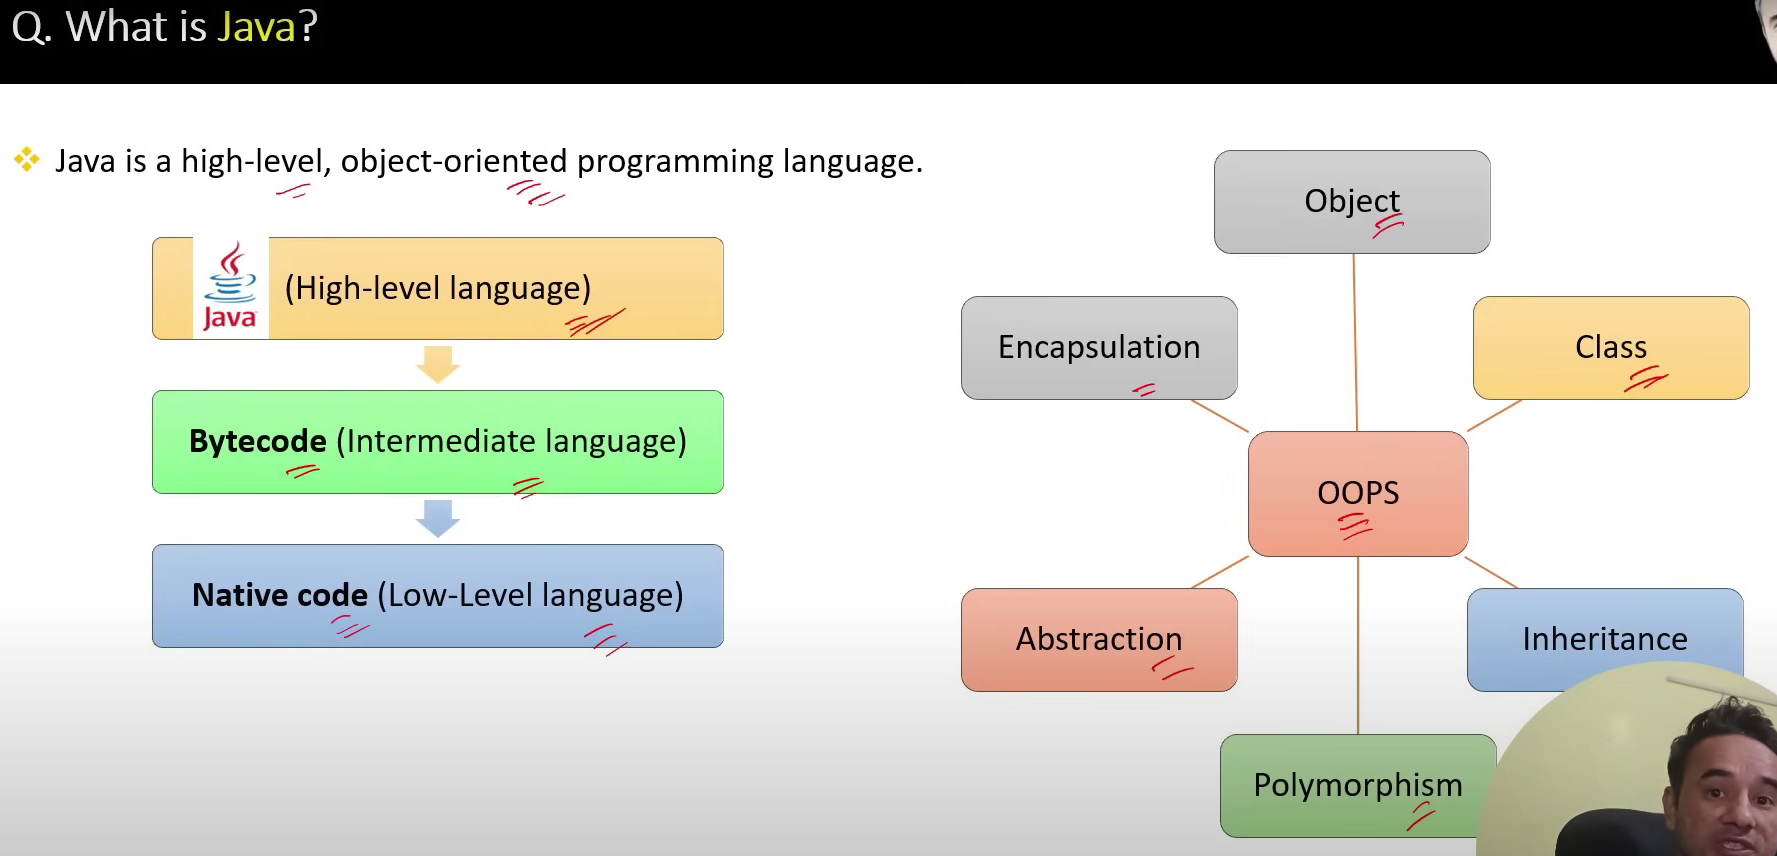 Q. What is Java?
❖ Java is a high-level, object-oriented programming language.
Java (High-level language)
Bytecode (Intermediate language)
Native code (Low-Level language)
Object
Encapsulation
Class
OOPS
Abstraction
Inheritance
Polymorphism